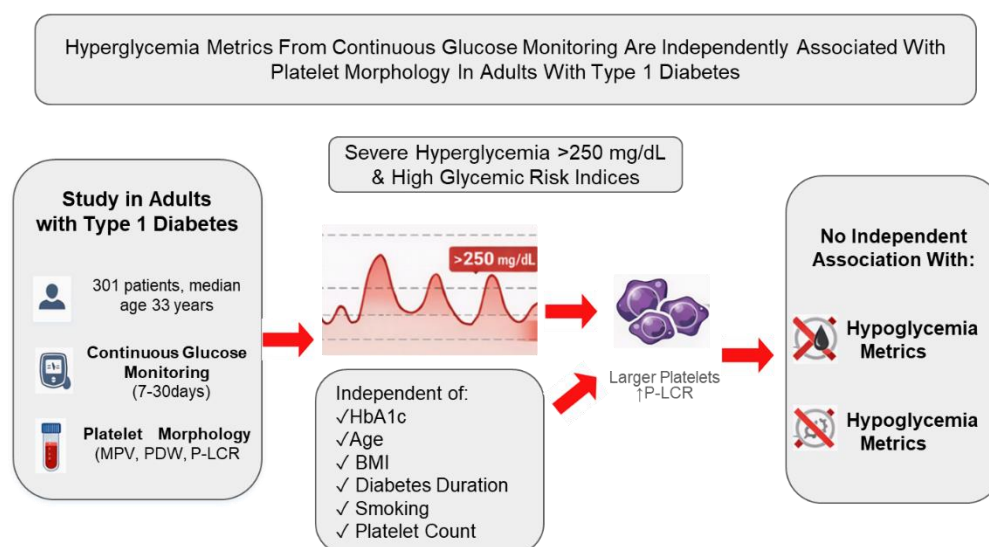 Hyperglycemia Metrics From Continuous Glucose Monitoring Are Independently Associated With
Platelet Morphology In Adults With Type 1 Diabetes
Severe Hyperglycemia >250 mg/dL
& High Glycemic Risk Indices
Study in Adults
with Type 1 Diabetes
301 patients, median
age 33 years
Continuous Glucose
Monitoring
(7-30days)
Platelet Morphology
(MPV, PDW, P-LCR
>250 mg/dL
Independent of:
✓HbA1c
✓Age
✓ BMI
✓ Diabetes Duration
✓ Smoking
✓ Platelet Count
Larger Platelets
↑P-LCR
No Independent
Association With:
Hypoglycemia
Metrics
Hypoglycemia
Metrics